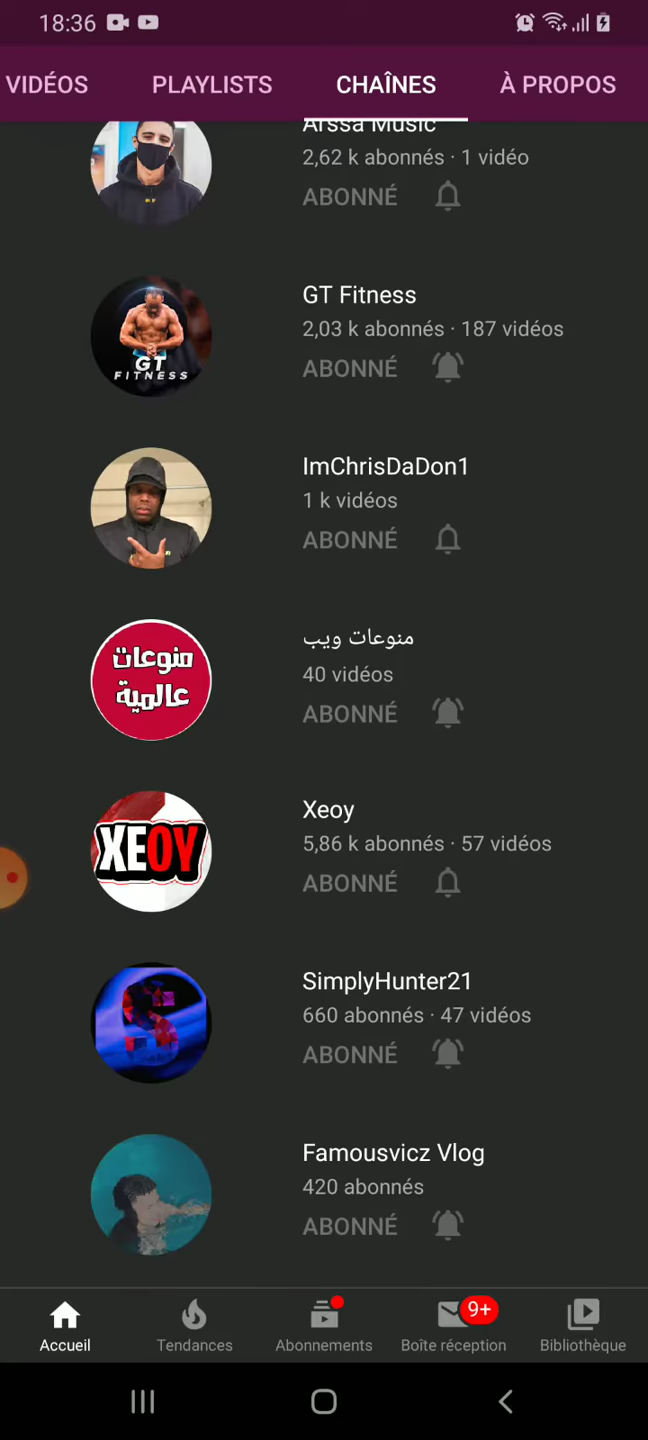 18:36
VIDÉOS PLAYLISTS CHAÎNES À PROPOS
Arssa Music
2,62 k abonnés · 1 vidéo
ABONNÉ
GT Fitness
2,03 k abonnés · 187 vidéos
ABONNÉ
GT
FITNESS
ImChrisDaDon1
1 k vidéos
ABONNÉ
منوعات ويب
40 vidéos
ABONNÉ
منوعات
عالمية
Xeoy
5,86 k abonnés · 57 vidéos
ABONNÉ
XEOY
SimplyHunter21
660 abonnés · 47 vidéos
ABONNÉ
S
Famousvicz Vlog
420 abonnés
ABONNÉ
9+
Accueil Tendances Abonnements Boîte réception Bibliothèque